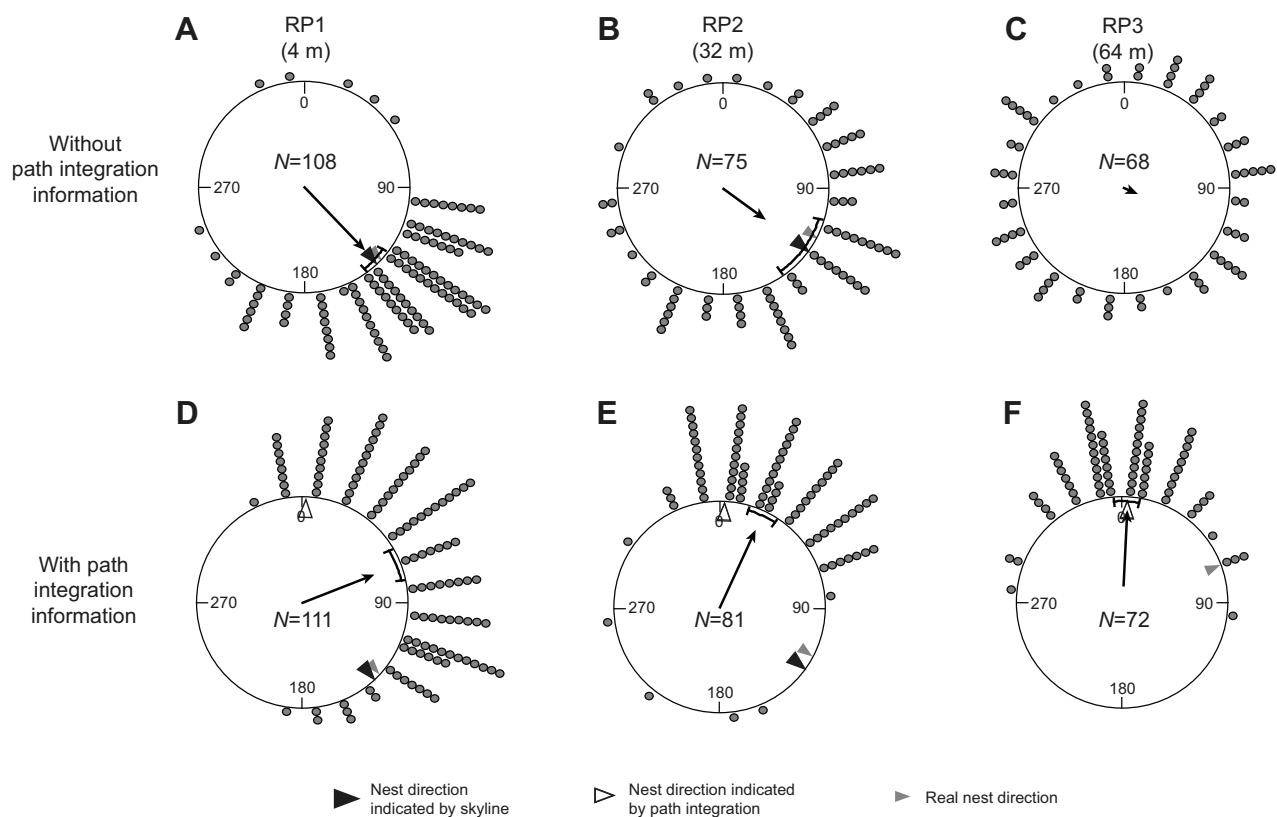 A
RP1
(4 m)
B
RP2
(32 m)
C
RP3
(64 m)
Without
path integration
information
0
N=108
270
90
180
0
N=75
270
90
180
0
N=68
270
90
180
D
E
F
With path
integration
information
0
270
90
N=111
180
0
270
90
N=81
180
0
270
90
N=72
180
Nest direction
indicated by skyline
Nest direction indicated
by path integration
Real nest direction